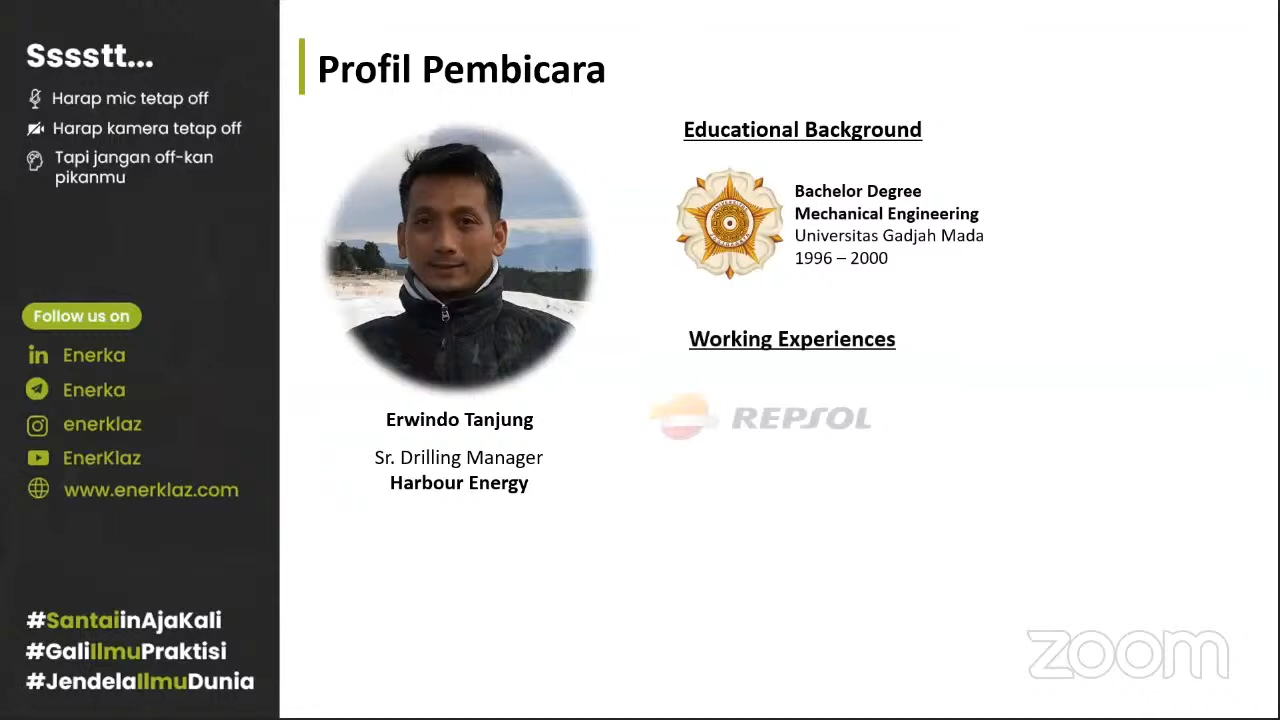 Sssstt...
Harap mic tetap off
Harap kamera tetap off
Tapi jangan off-kan
pikanmu
Follow us on
Enerka
Enerka
enerklaz
EnerKlaz
www.enerklaz.com
#SantaiinAjaKali
#GaliIlmuPraktisi
#JendelaIlmuDunia
Profil Pembicara
Erwindo Tanjung
Sr. Drilling Manager
Harbour Energy
Educational Background
Bachelor Degree
Mechanical Engineering
Universitas Gadjah Mada
1996 – 2000
Working Experiences
REPSOL
zoom